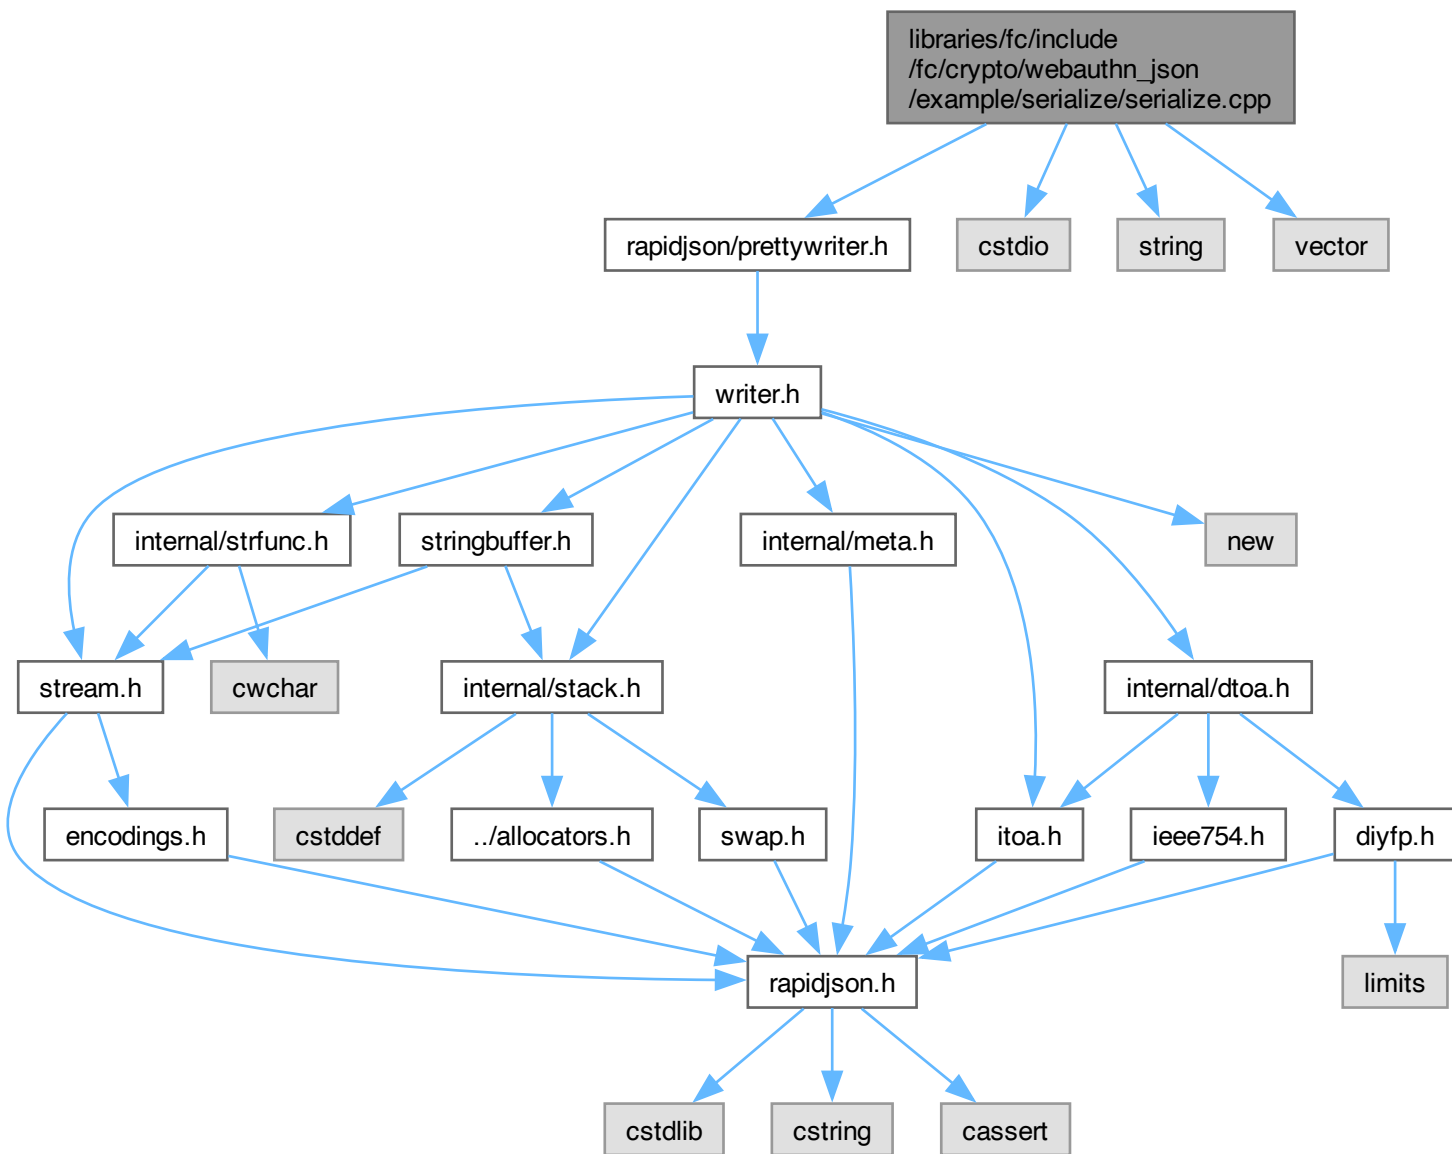 libraries/fc/include
/fc/crypto/webauthn_json
/example/serialize/serialize.cpp
rapidjson/prettywriter.h
cstdio
string
vector
writer.h
internal/strfunc.h
stringbuffer.h
internal/meta.h
new
stream.h
cwchar
internal/stack.h
internal/dtoa.h
encodings.h
cstddef
../allocators.h
swap.h
itoa.h
ieee754.h
diyfp.h
rapidjson.h
limits
cstdlib
cstring
cassert